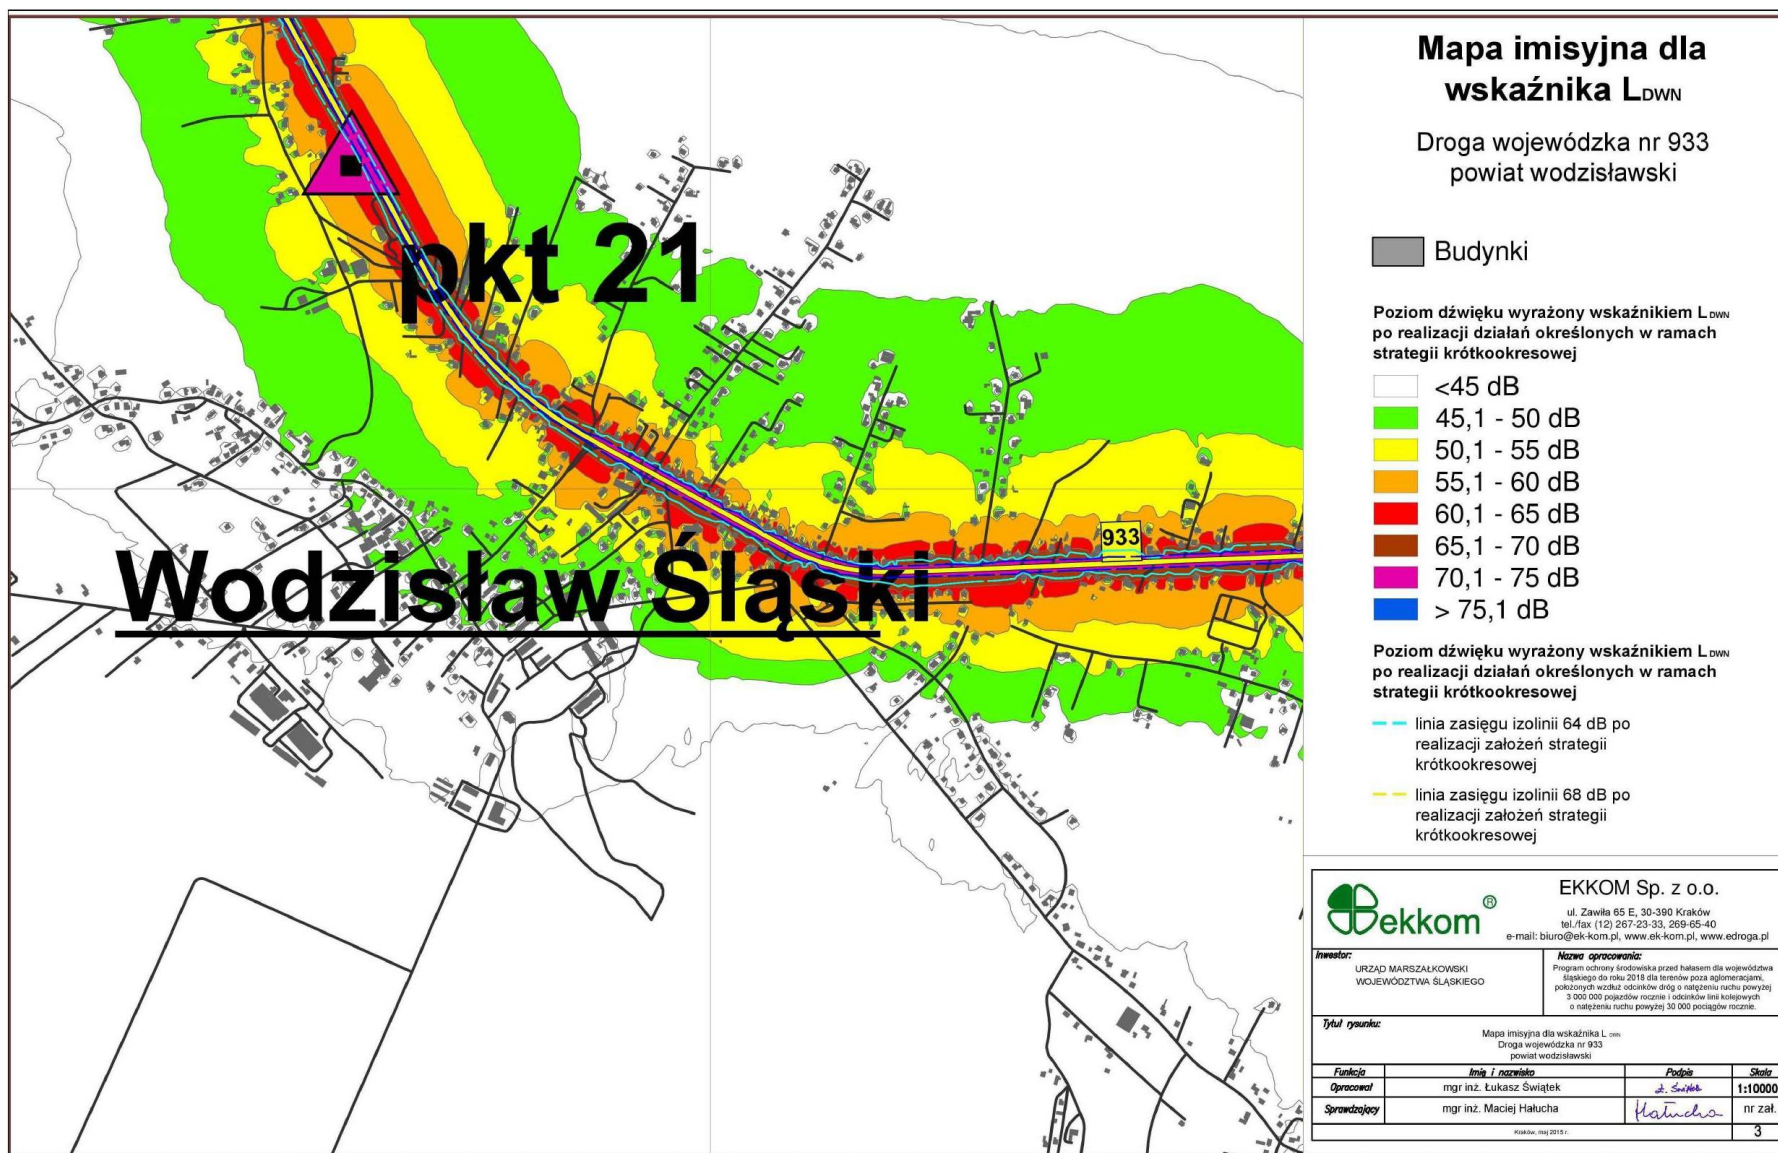 pkt 21
Wodzisław Śląski
933
Mapa imisyjna dla
wskaźnika LDWN
Droga wojewódzka nr 933
powiat wodzisławski
Budynki
Poziom dźwięku wyrażony wskaźnikiem LDWN
po realizacji działań określonych w ramach
strategii krótkookresowej
<45 dB
45,1 - 50 dB
50,1 - 55 dB
55,1 - 60 dB
60,1 - 65 dB
65,1 - 70 dB
70,1 - 75 dB
> 75,1 dB
Poziom dźwięku wyrażony wskaźnikiem LDWN
po realizacji działań określonych w ramach
strategii krótkookresowej
linia zasięgu izolinii 64 dB po
realizacji założeń strategii
krótkookresowej
linia zasięgu izolinii 68 dB po
realizacji założeń strategii
krótkookresowej
ekkom ®
EKKOM Sp. z o.o.
ul. Zawiła 65 E, 30-390 Kraków
tel./fax (12) 267-23-33, 269-65-40
e-mail: biuro@ek-kom.pl, www.ek-kom.pl, www.edroga.pl
Inwestor:
URZĄD MARSZAŁKOWSKI
WOJEWÓDZTWA ŚLĄSKIEGO
Nazwa opracowania:
Program ochrony środowiska przed hałasem dla województwa
śląskiego do roku 2018 dla terenów poza aglomeracjami,
położonych wzdłuż odcinków dróg o natężeniu ruchu powyżej
3 000 000 pojazdów rocznie i odcinków linii kolejowych
o natężeniu ruchu powyżej 30 000 pociągów rocznie.
Tytuł rysunku:
Mapa imisyjna dla wskaźnika L DWN
Droga wojewódzka nr 933
powiat wodzisławski
Funkcja Imię i nazwisko Podpis Skala
Opracował mgr inż. Łukasz Świątek Ł. Świątek 1:10000
Sprawdzający mgr inż. Maciej Hałucha Hałucha nr zał.
Kraków, maj 2015 r. 3